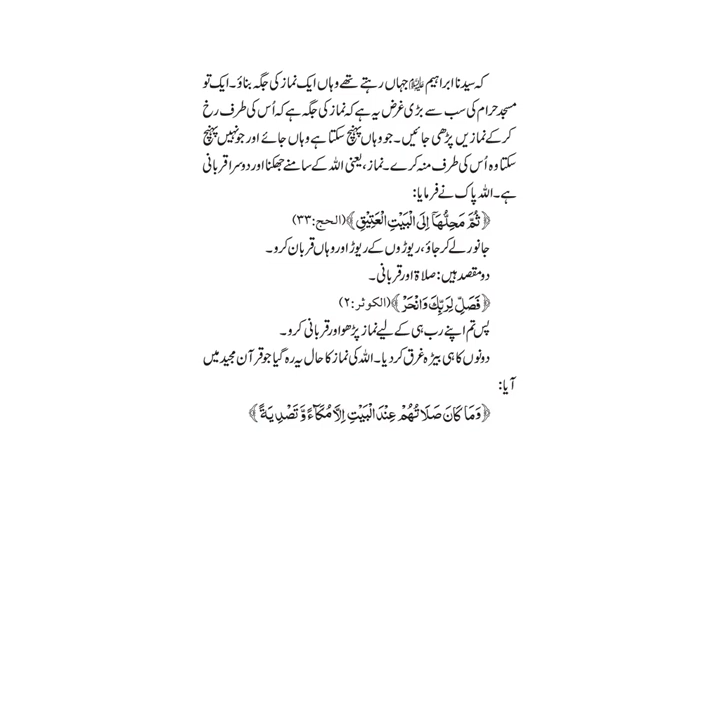 کہ سیدنا ابراہیم علیہ السلام جہاں رہتے تھے وہاں ایک نماز کی جگہ بناؤ۔ ایک تو
مسجد حرام کی سب سے بڑی غرض یہ ہے کہ نماز کی جگہ ہے کہ اُس کی طرف رخ
کر کے نمازیں پڑھی جائیں۔ جو وہاں پہنچ سکتا ہے وہاں جائے اور جو نہیں پہنچ
سکتا وہ اُس کی طرف منہ کرے۔ نماز، یعنی اللہ کے سامنے جھکنا اور دوسرا قربانی
ہے۔ اللہ پاک نے فرمایا:
﴿ثُمَّ مَحِلُّهَآ اِلَى الْبَيْتِ الْعَتِيْقِ﴾ (الحج:۳۳)
جانور لے کر جاؤ، ریوڑوں کے ریوڑ اور وہاں قربان کرو۔
دو مقصد ہیں: صلاۃ اور قربانی۔
﴿فَصَلِّ لِرَبِّكَ وَانْحَرْ﴾ (الکوثر:۲)
پس تم اپنے رب ہی کے لیے نماز پڑھو اور قربانی کرو۔
دونوں کا ہی بیڑہ غرق کر دیا۔ اللہ کی نماز کا حال یہ رہ گیا جو قرآن مجید میں
آیا:
﴿وَمَا كَانَ صَلَاتُهُمْ عِنْدَ الْبَيْتِ اِلَّا مُكَآءً وَّ تَصْدِيَةً﴾